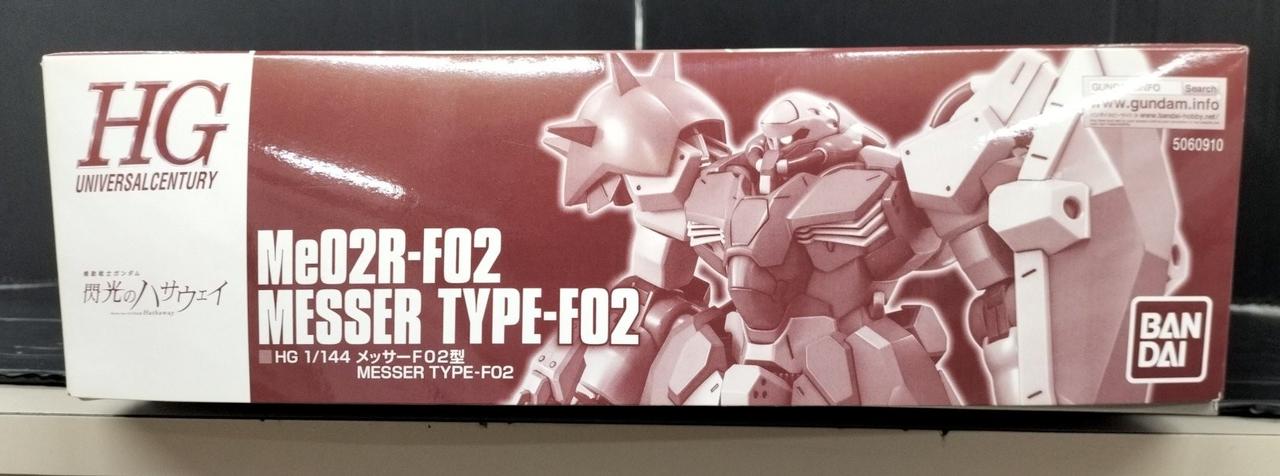 HG
UNIVERSAL CENTURY
機動戦士ガンダム
閃光のハサウェイ
Hathaway
Me02R-F02
MESSER TYPE-F02
HG 1/144 メッサーF02型
MESSER TYPE-F02
Search
www.gundam.info
5060910
BAN
DAI